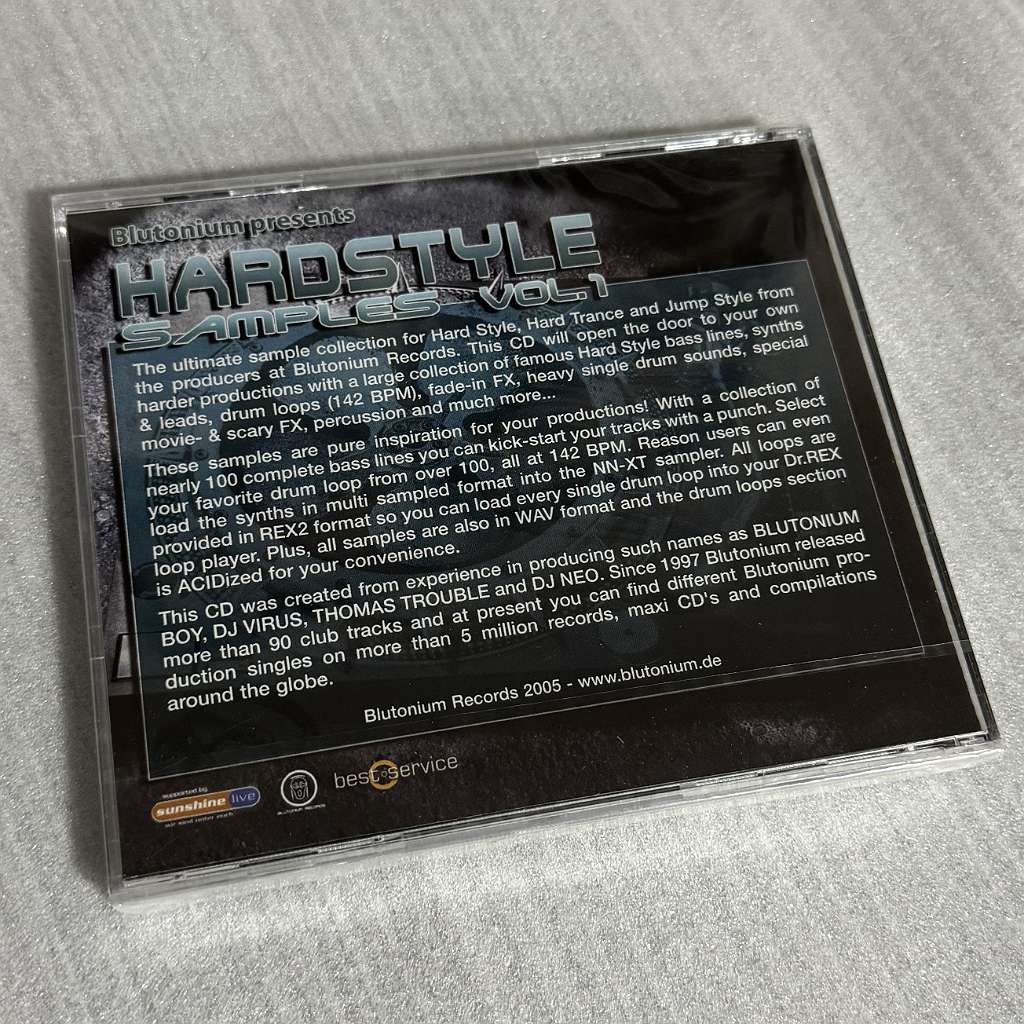 Blutonium presents
HARDSTYLE
SAMPLES VOL.1
The ultimate sample collection for Hard Style, Hard Trance and Jump Style from
the producers at Blutonium Records. This CD will open the door to your own
harder productions with a large collection of famous Hard Style bass lines, synths
& leads, drum loops (142 BPM), fade-in FX, heavy single drum sounds, special
movie- & scary FX, percussion and much more...
These samples are pure inspiration for your productions! With a collection of
nearly 100 complete bass lines you can kick-start your tracks with a punch. Select
your favorite drum loop from over 100, all at 142 BPM. Reason users can even
load the synths in multi sampled format into the NN-XT sampler. All loops are
provided in REX2 format so you can load every single drum loop into your Dr.REX
loop player. Plus, all samples are also in WAV format and the drum loops section
is ACIDized for your convenience.
This CD was created from experience in producing such names as BLUTONIUM
BOY, DJ VIRUS, THOMAS TROUBLE and DJ NEO. Since 1997 Blutonium released
more than 90 club tracks and at present you can find different Blutonium pro-
duction singles on more than 5 million records, maxi CD's and compilations
around the globe.
Blutonium Records 2005 - www.blutonium.de
supported by
sunshine live
wir sind unter euch
BLUTONIUM RECORDS
best service